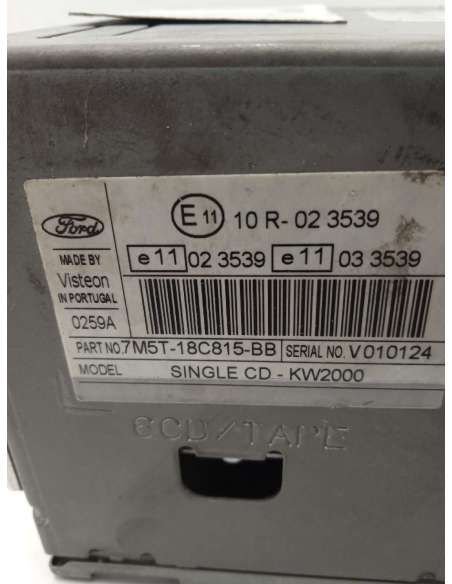 Ford
E 11 10 R- 02 3539
MADE BY
Visteon
IN PORTUGAL
e11 02 3539 e11 03 3539
0259A
PART NO. 7M5T-18C815-BB SERIAL NO. V010124
MODEL SINGLE CD - KW2000
6CD/TAPE